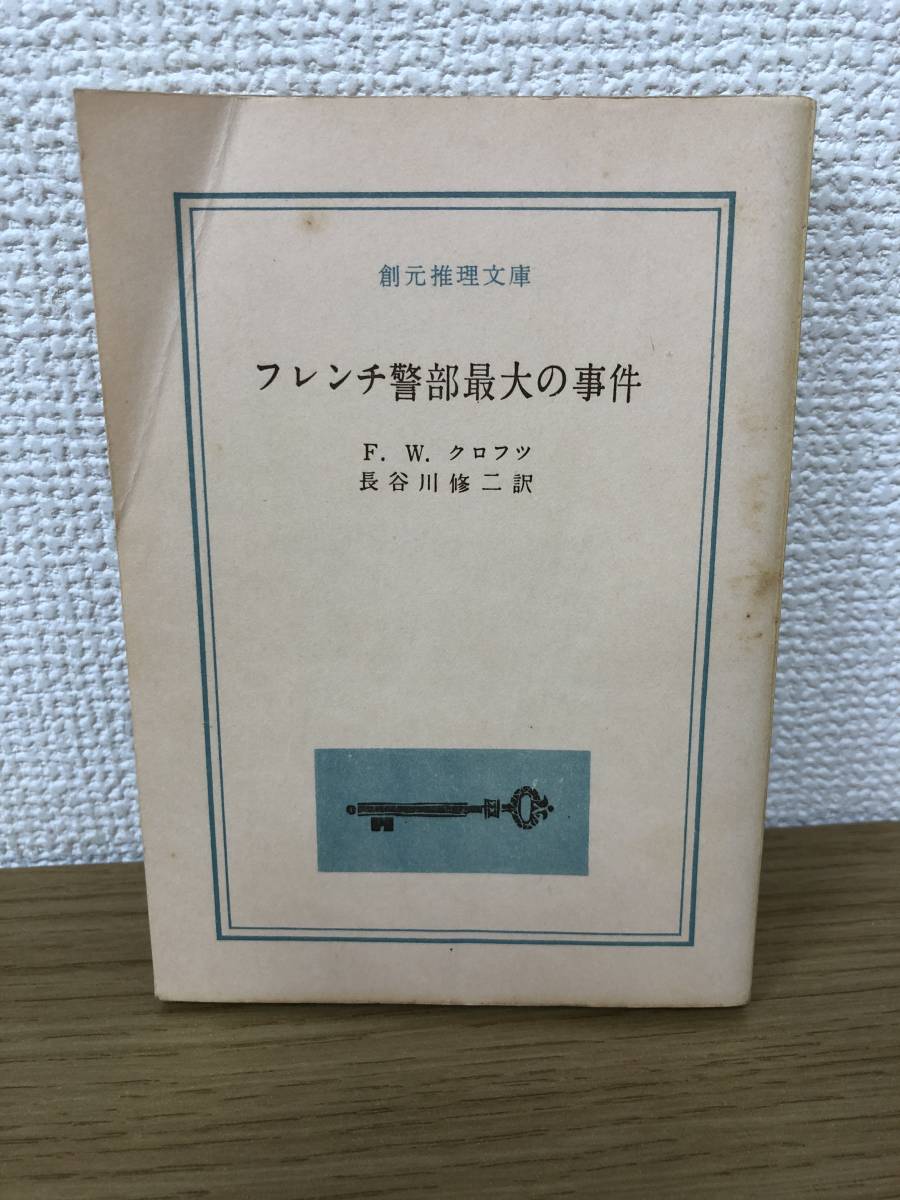 創元推理文庫
フレンチ警部最大の事件
F. W. クロフツ
長谷川修二訳